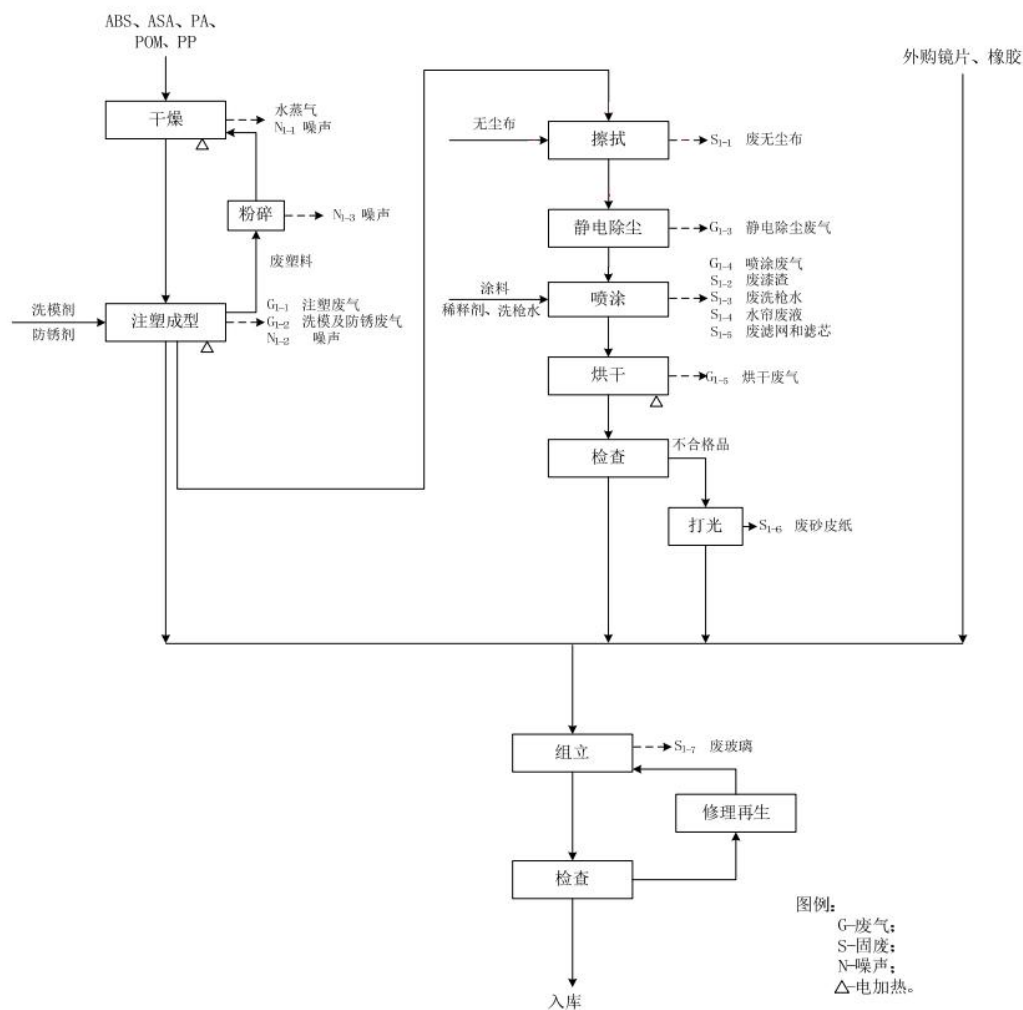 ABS、ASA、PA、
POM、PP
外购镜片、橡胶
干燥
水蒸气
N₁₋₁ 噪声
无尘布
擦拭
S₁₋₁ 废无尘布
粉碎
N₁₋₃ 噪声
静电除尘
G₁₋₃ 静电除尘废气
废塑料
洗模剂
防锈剂
注塑成型
G₁₋₁ 注塑废气
G₁₋₂ 洗模及防锈废气
N₁₋₂ 噪声
涂料
稀释剂、洗枪水
喷涂
G₁₋₄ 喷涂废气
S₁₋₂ 废漆渣
S₁₋₃ 废洗枪水
S₁₋₄ 水帘废液
S₁₋₅ 废滤网和滤芯
烘干
G₁₋₅ 烘干废气
检查
不合格品
打光
S₁₋₆ 废砂皮纸
组立
S₁₋₇ 废玻璃
修理再生
检查
入库
图例：
G-废气；
S-固废；
N-噪声；
△-电加热。